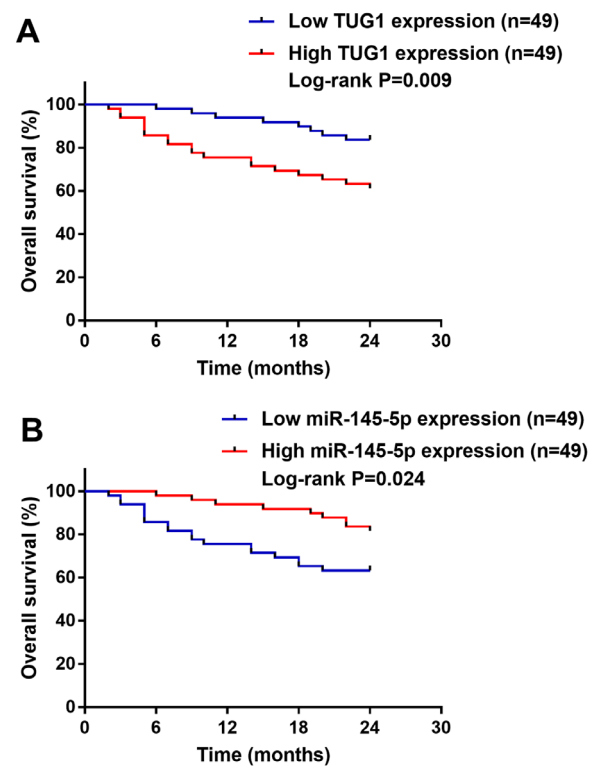 A
Low TUG1 expression (n=49)
High TUG1 expression (n=49)
Log-rank P=0.009
Overall survival (%)
100
80
60
40
20
0
0 6 12 18 24 30
Time (months)
B
Low miR-145-5p expression (n=49)
High miR-145-5p expression (n=49)
Log-rank P=0.024
Overall survival (%)
100
80
60
40
20
0
0 6 12 18 24 30
Time (months)